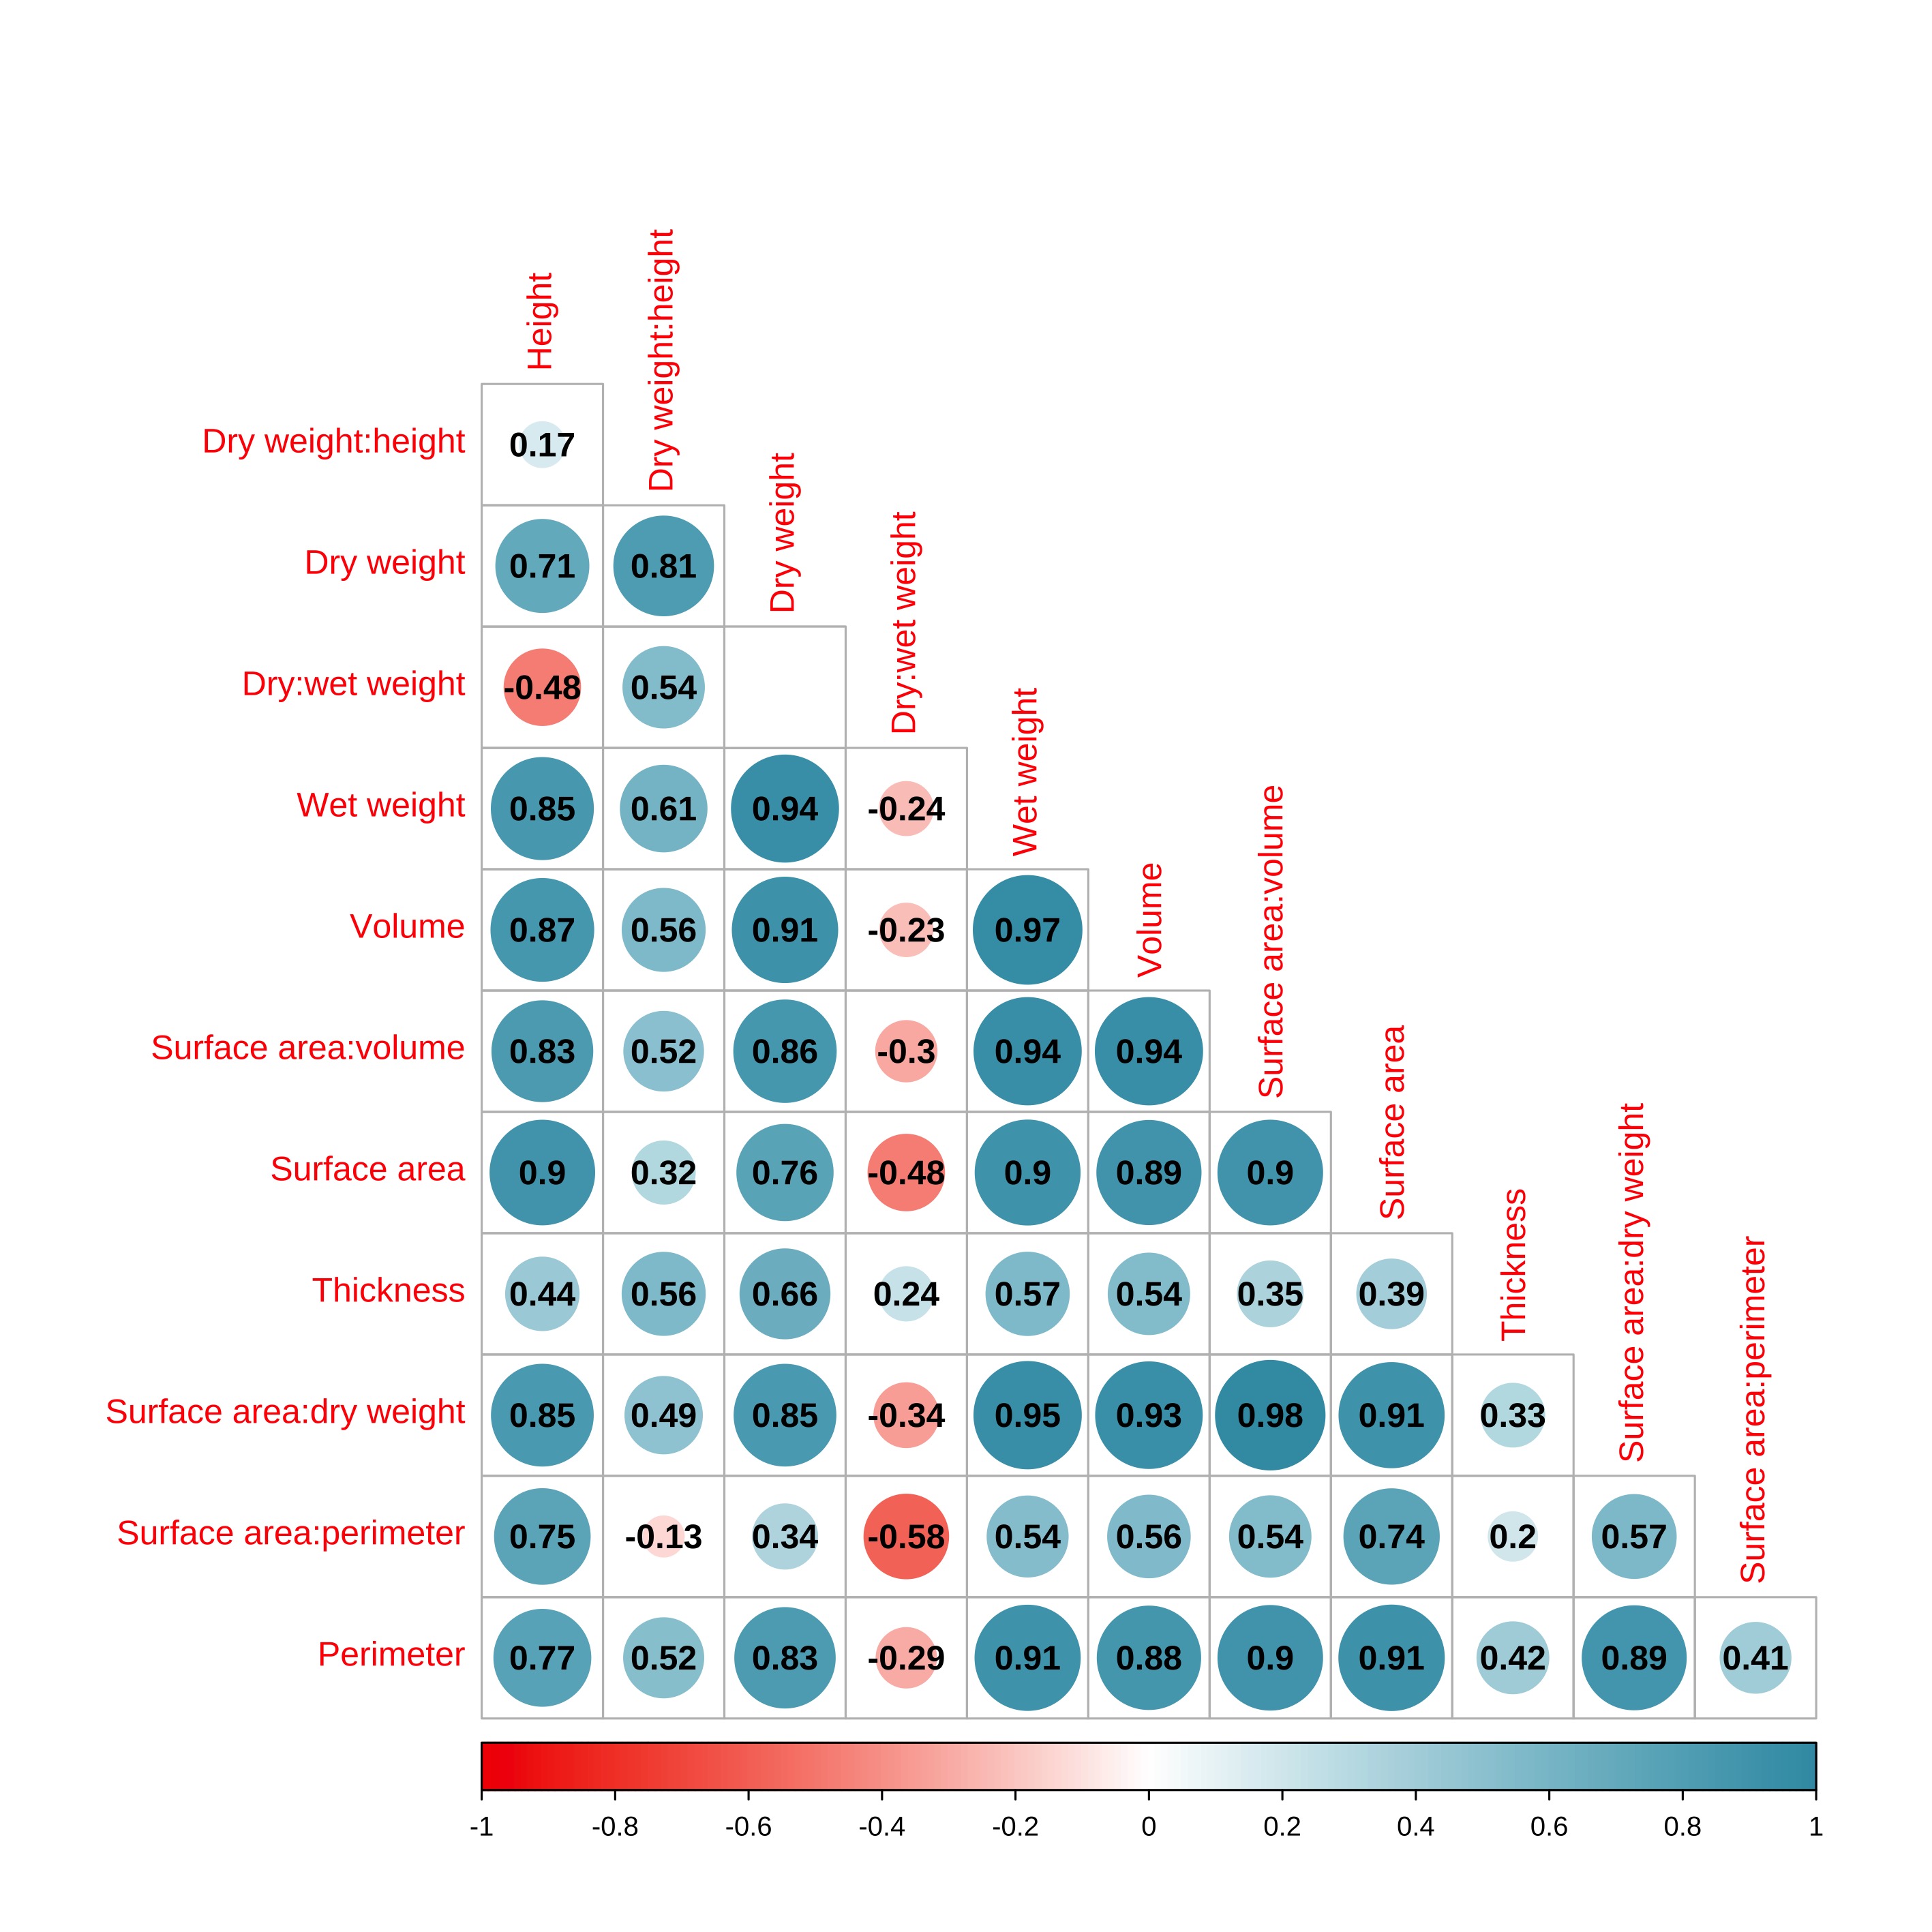 Height
Dry weight:height
Dry weight
Dry:wet weight
Wet weight
Volume
Surface area:volume
Surface area
Thickness
Surface area:dry weight
Surface area:perimeter
Dry weight:height 0.17
Dry weight 0.71 0.81
Dry:wet weight -0.48 0.54
Wet weight 0.85 0.61 0.94 -0.24
Volume 0.87 0.56 0.91 -0.23 0.97
Surface area:volume 0.83 0.52 0.86 -0.3 0.94 0.94
Surface area 0.9 0.32 0.76 -0.48 0.9 0.89 0.9
Thickness 0.44 0.56 0.66 0.24 0.57 0.54 0.35 0.39
Surface area:dry weight 0.85 0.49 0.85 -0.34 0.95 0.93 0.98 0.91 0.33
Surface area:perimeter 0.75 -0.13 0.34 -0.58 0.54 0.56 0.54 0.74 0.2 0.57
Perimeter 0.77 0.52 0.83 -0.29 0.91 0.88 0.9 0.91 0.42 0.89 0.41
-1 -0.8 -0.6 -0.4 -0.2 0 0.2 0.4 0.6 0.8 1